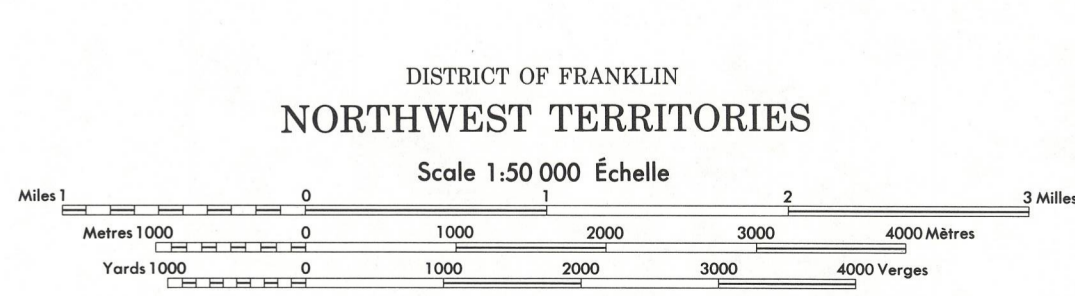 DISTRICT OF FRANKLIN
NORTHWEST TERRITORIES
Scale 1:50 000 Échelle
Miles 1 0 1 2 3 Milles
Metres 1000 0 1000 2000 3000 4000 Mètres
Yards 1000 0 1000 2000 3000 4000 Verges